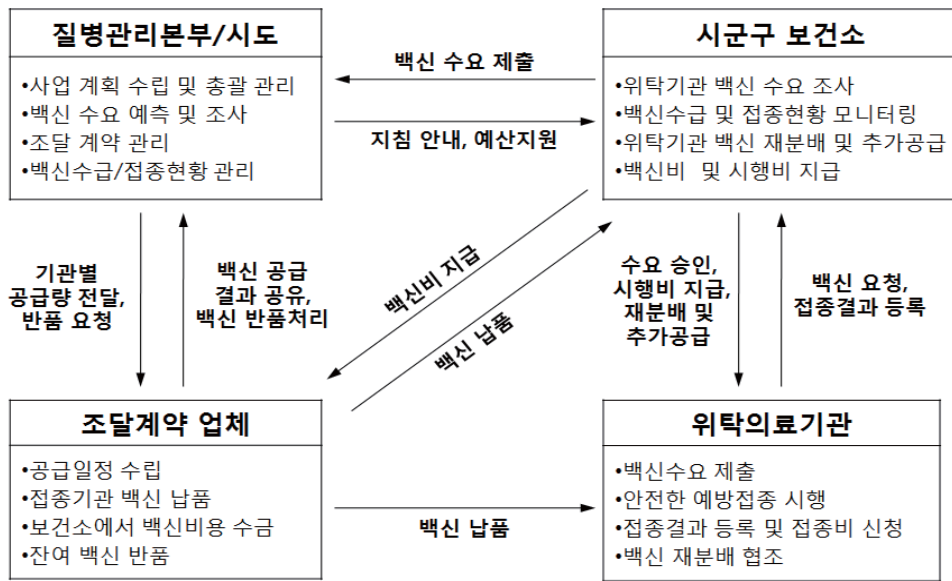 질병관리본부/시도
•사업 계획 수립 및 총괄 관리
•백신 수요 예측 및 조사
•조달 계약 관리
•백신수급/접종현황 관리
백신 수요 제출
지침 안내, 예산지원
시군구 보건소
•위탁기관 백신 수요 조사
•백신수급 및 접종현황 모니터링
•위탁기관 백신 재분배 및 추가공급
•백신비 및 시행비 지급
기관별
공급량 전달,
반품 요청
백신 공급
결과 공유,
백신 반품처리
백신비 지급
백신 납품
수요 승인,
시행비 지급,
재분배 및
추가공급
백신 요청,
접종결과 등록
조달계약 업체
•공급일정 수립
•접종기관 백신 납품
•보건소에서 백신비용 수금
•잔여 백신 반품
백신 납품
위탁의료기관
•백신수요 제출
•안전한 예방접종 시행
•접종결과 등록 및 접종비 신청
•백신 재분배 협조